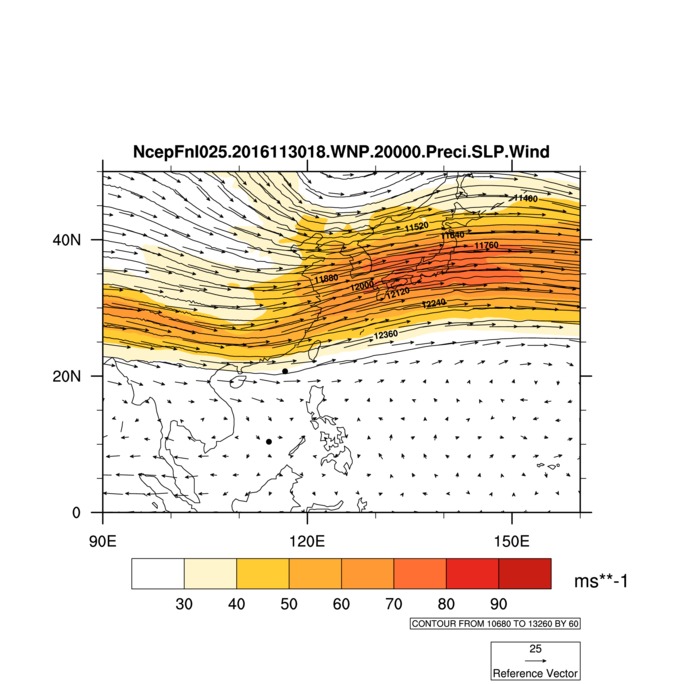 NcepFnl025.2016113018.WNP.20000.Preci.SLP.Wind
11400
11520
11640
11760
40N
11880
12000
12120
12240
12360
20N
0
90E 120E 150E
ms**-1
30 40 50 60 70 80 90
CONTOUR FROM 10680 TO 13260 BY 60
25
Reference Vector